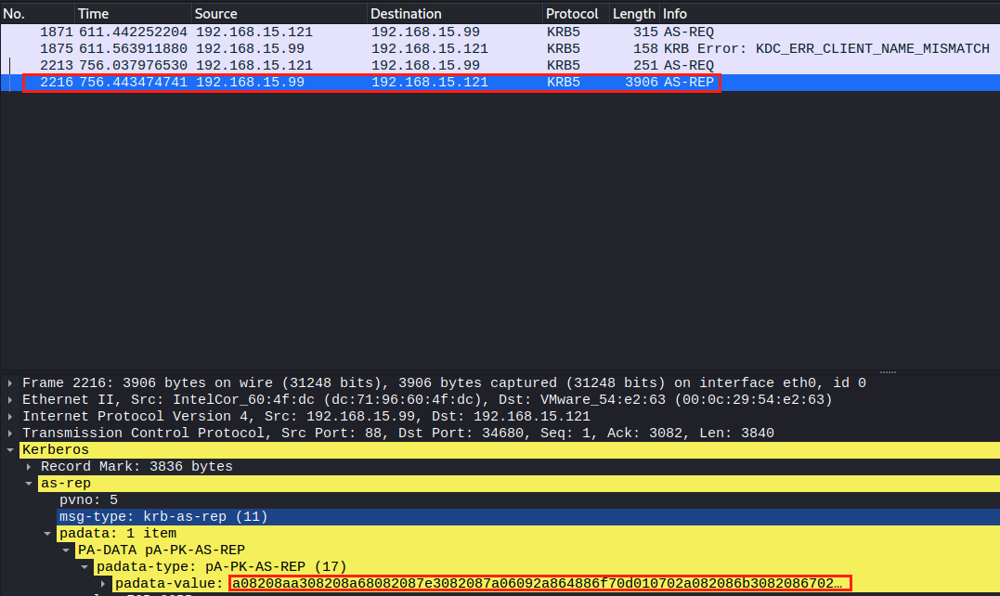 No. Time Source Destination Protocol Length Info
1871 611.442252204 192.168.15.121 192.168.15.99 KRB5 315 AS-REQ
1875 611.563911880 192.168.15.99 192.168.15.121 KRB5 158 KRB Error: KDC_ERR_CLIENT_NAME_MISMATCH
2213 756.037976530 192.168.15.121 192.168.15.99 KRB5 251 AS-REQ
2216 756.443474741 192.168.15.99 192.168.15.121 KRB5 3906 AS-REP
Frame 2216: 3906 bytes on wire (31248 bits), 3906 bytes captured (31248 bits) on interface eth0, id 0
Ethernet II, Src: IntelCor_60:4f:dc (dc:71:96:60:4f:dc), Dst: VMware_54:e2:63 (00:0c:29:54:e2:63)
Internet Protocol Version 4, Src: 192.168.15.99, Dst: 192.168.15.121
Transmission Control Protocol, Src Port: 88, Dst Port: 34680, Seq: 1, Ack: 3082, Len: 3840
Kerberos
Record Mark: 3836 bytes
as-rep
pvno: 5
msg-type: krb-as-rep (11)
padata: 1 item
PA-DATA pA-PK-AS-REP
padata-type: pA-PK-AS-REP (17)
padata-value: a08208aa308208a68082087e3082087a06092a864886f70d010702a082086b3082086702…